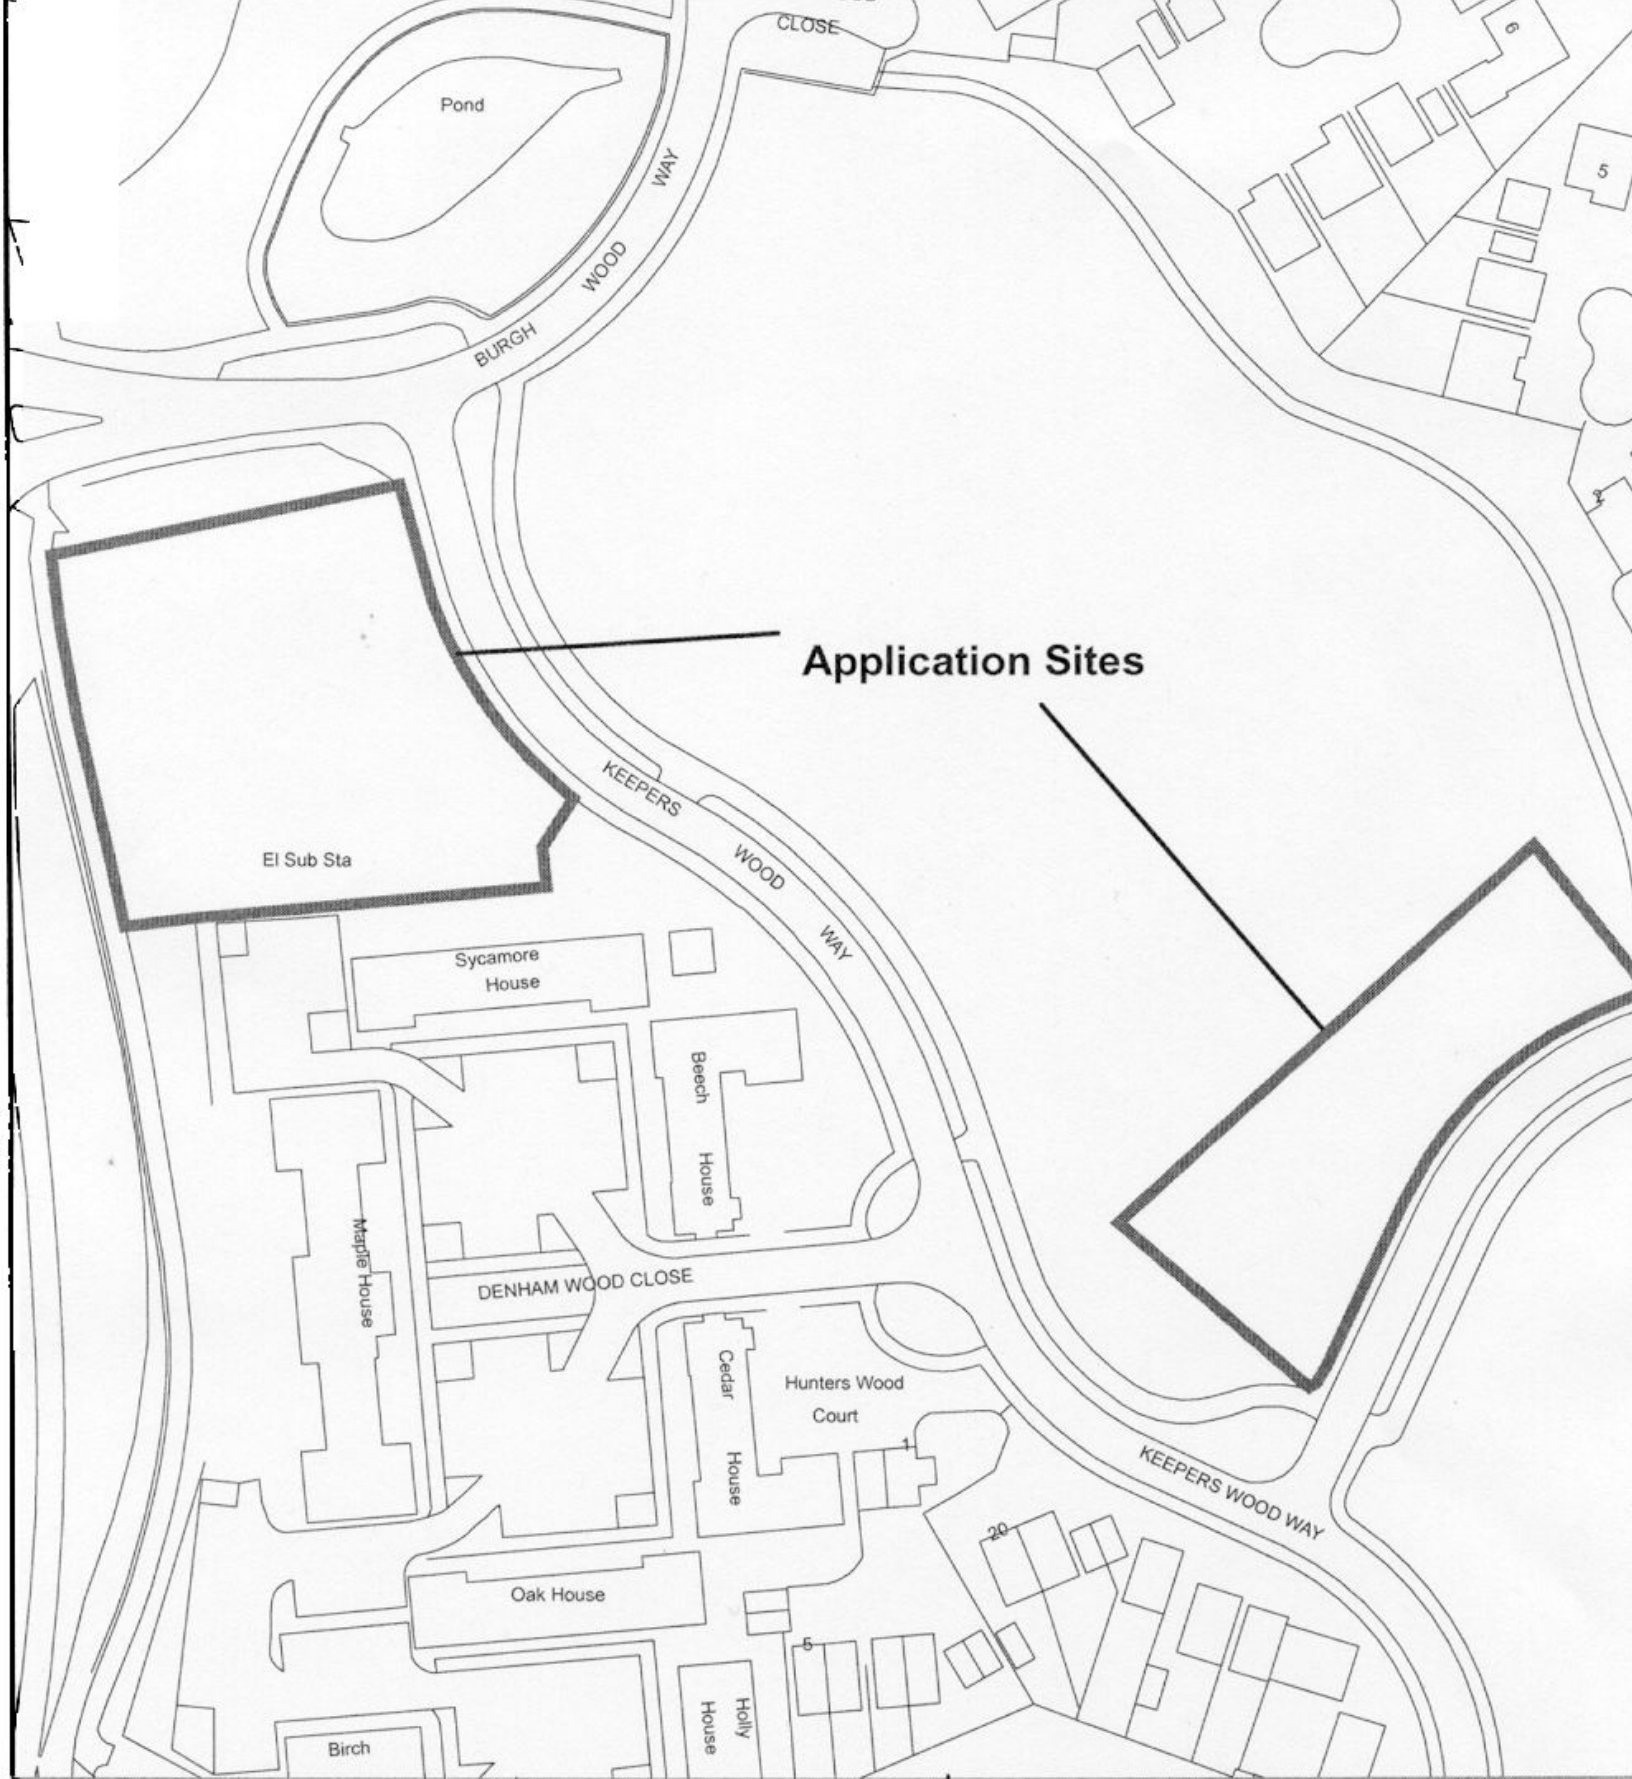 CLOSE
6
Pond
WAY
5
WOOD
BURGH
2
Application Sites
KEEPERS
WOOD
El Sub Sta
WAY
Sycamore
House
Beech
House
Maple House
DENHAM WOOD CLOSE
Cedar
House
Hunters Wood
Court
1
KEEPERS WOOD WAY
20
Oak House
5
Holly
House
Birch